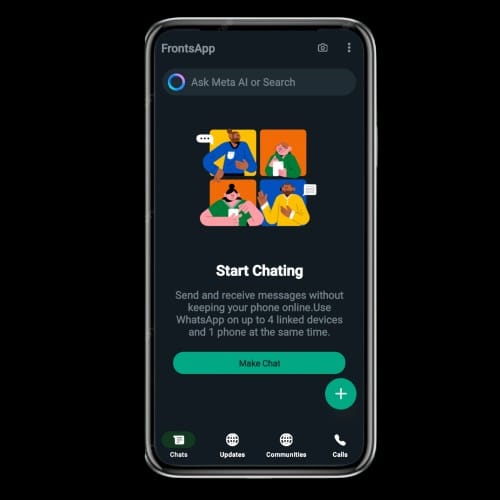 FrontsApp
Ask Meta AI or Search
Start Chating
Send and receive messages without
keeping your phone online.Use
WhatsApp on up to 4 linked devices
and 1 phone at the same time.
Make Chat
Chats
Updates
Communities
Calls